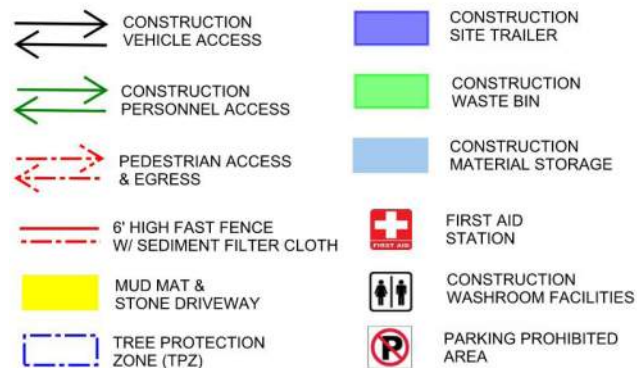 CONSTRUCTION
VEHICLE ACCESS
CONSTRUCTION
PERSONNEL ACCESS
PEDESTRIAN ACCESS
& EGRESS
6' HIGH FAST FENCE
W/ SEDIMENT FILTER CLOTH
MUD MAT &
STONE DRIVEWAY
TREE PROTECTION
ZONE (TPZ)
CONSTRUCTION
SITE TRAILER
CONSTRUCTION
WASTE BIN
CONSTRUCTION
MATERIAL STORAGE
FIRST AID
FIRST AID
STATION
CONSTRUCTION
WASHROOM FACILITIES
P
PARKING PROHIBITED
AREA